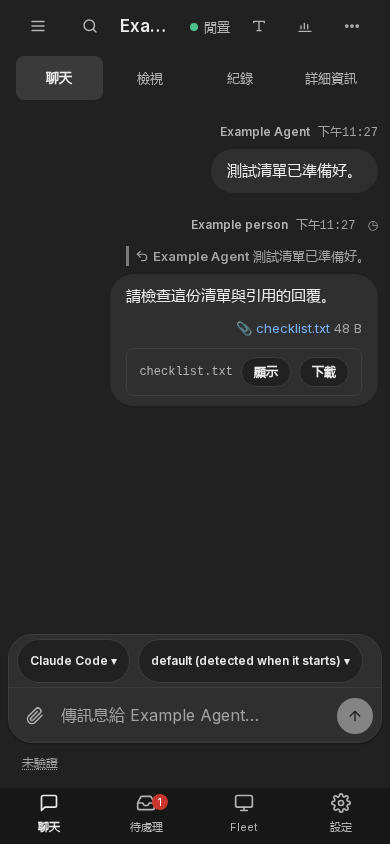 Exa…
閒置
聊天
檢視
紀錄
詳細資訊
Example Agent 下午11:27
測試清單已準備好。
Example person 下午11:27
Example Agent 測試清單已準備好。
請檢查這份清單與引用的回覆。
checklist.txt 48 B
checklist.txt 顯示 下載
Claude Code ▾ default (detected when it starts) ▾
傳訊息給 Example Agent…
未驗證
1
聊天
待處理
Fleet
設定